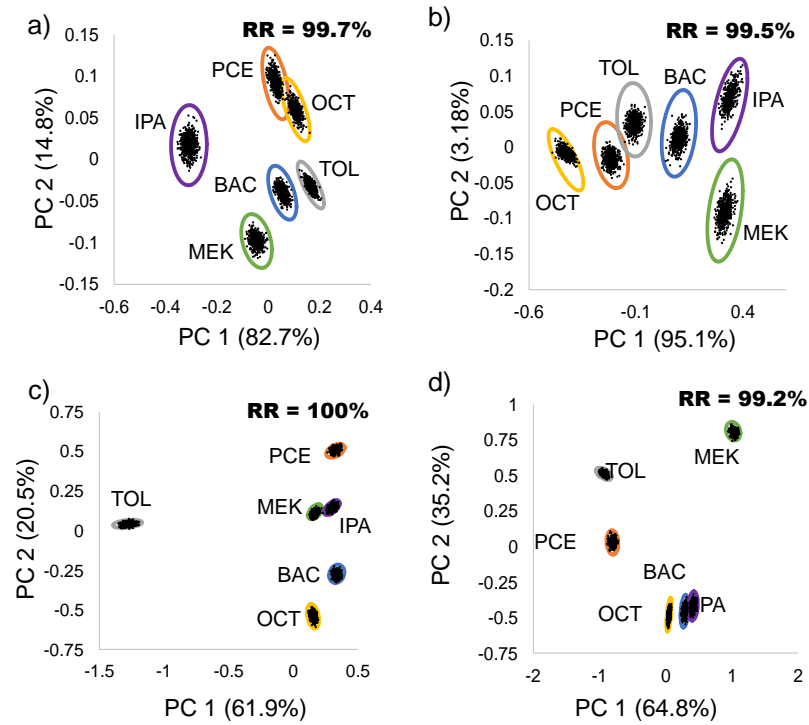 a)
RR = 99.7%
0.15
0.1
0.05
0
-0.05
-0.1
0.15
PC 2 (14.8%)
PCE
OCT
IPA
BAC
TOL
MEK
-0.6
-0.4
-0.2
0
0.2
0.4
PC 1 (82.7%)
b)
RR = 99.5%
0.15
0.1
0.05
0
-0.05
-0.1
-0.15
-0.2
PC 2 (3.18%)
TOL
BAC
IPA
PCE
OCT
MEK
-0.6
-0.1
0.4
PC 1 (95.1%)
c)
RR = 100%
0.75
0.5
0.25
0
-0.25
-0.5
-0.75
PC 2 (20.5%)
PCE
TOL
MEK
IPA
BAC
OCT
-1.5
-1
-0.5
0
0.5
PC 1 (61.9%)
d)
RR = 99.2%
1
0.75
0.5
0.25
0
-0.25
-0.5
-0.75
PC 2 (35.2%)
MEK
TOL
PCE
BAC
OCT
PA
-2
-1
0
1
2
PC 1 (64.8%)